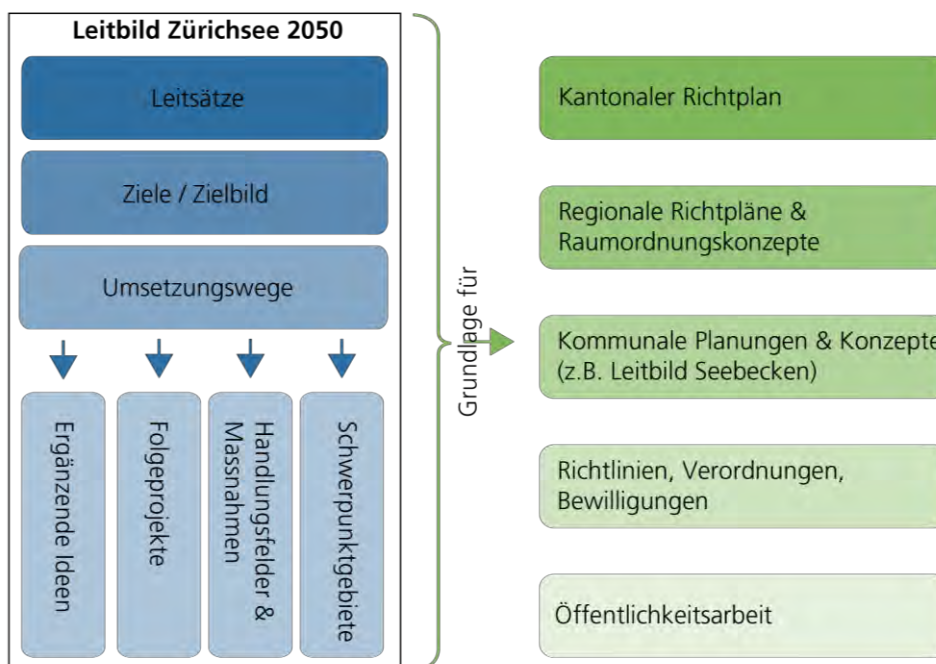 Leitbild Zürichsee 2050
Leitsätze
Ziele / Zielbild
Umsetzungswege
Ergänzende Ideen
Folgeprojekte
Handlungsfelder &
Massnahmen
Schwerpunktgebiete
Grundlage für
Kantonaler Richtplan
Regionale Richtpläne &
Raumordnungskonzepte
Kommunale Planungen & Konzepte
(z.B. Leitbild Seebecken)
Richtlinien, Verordnungen,
Bewilligungen
Öffentlichkeitsarbeit